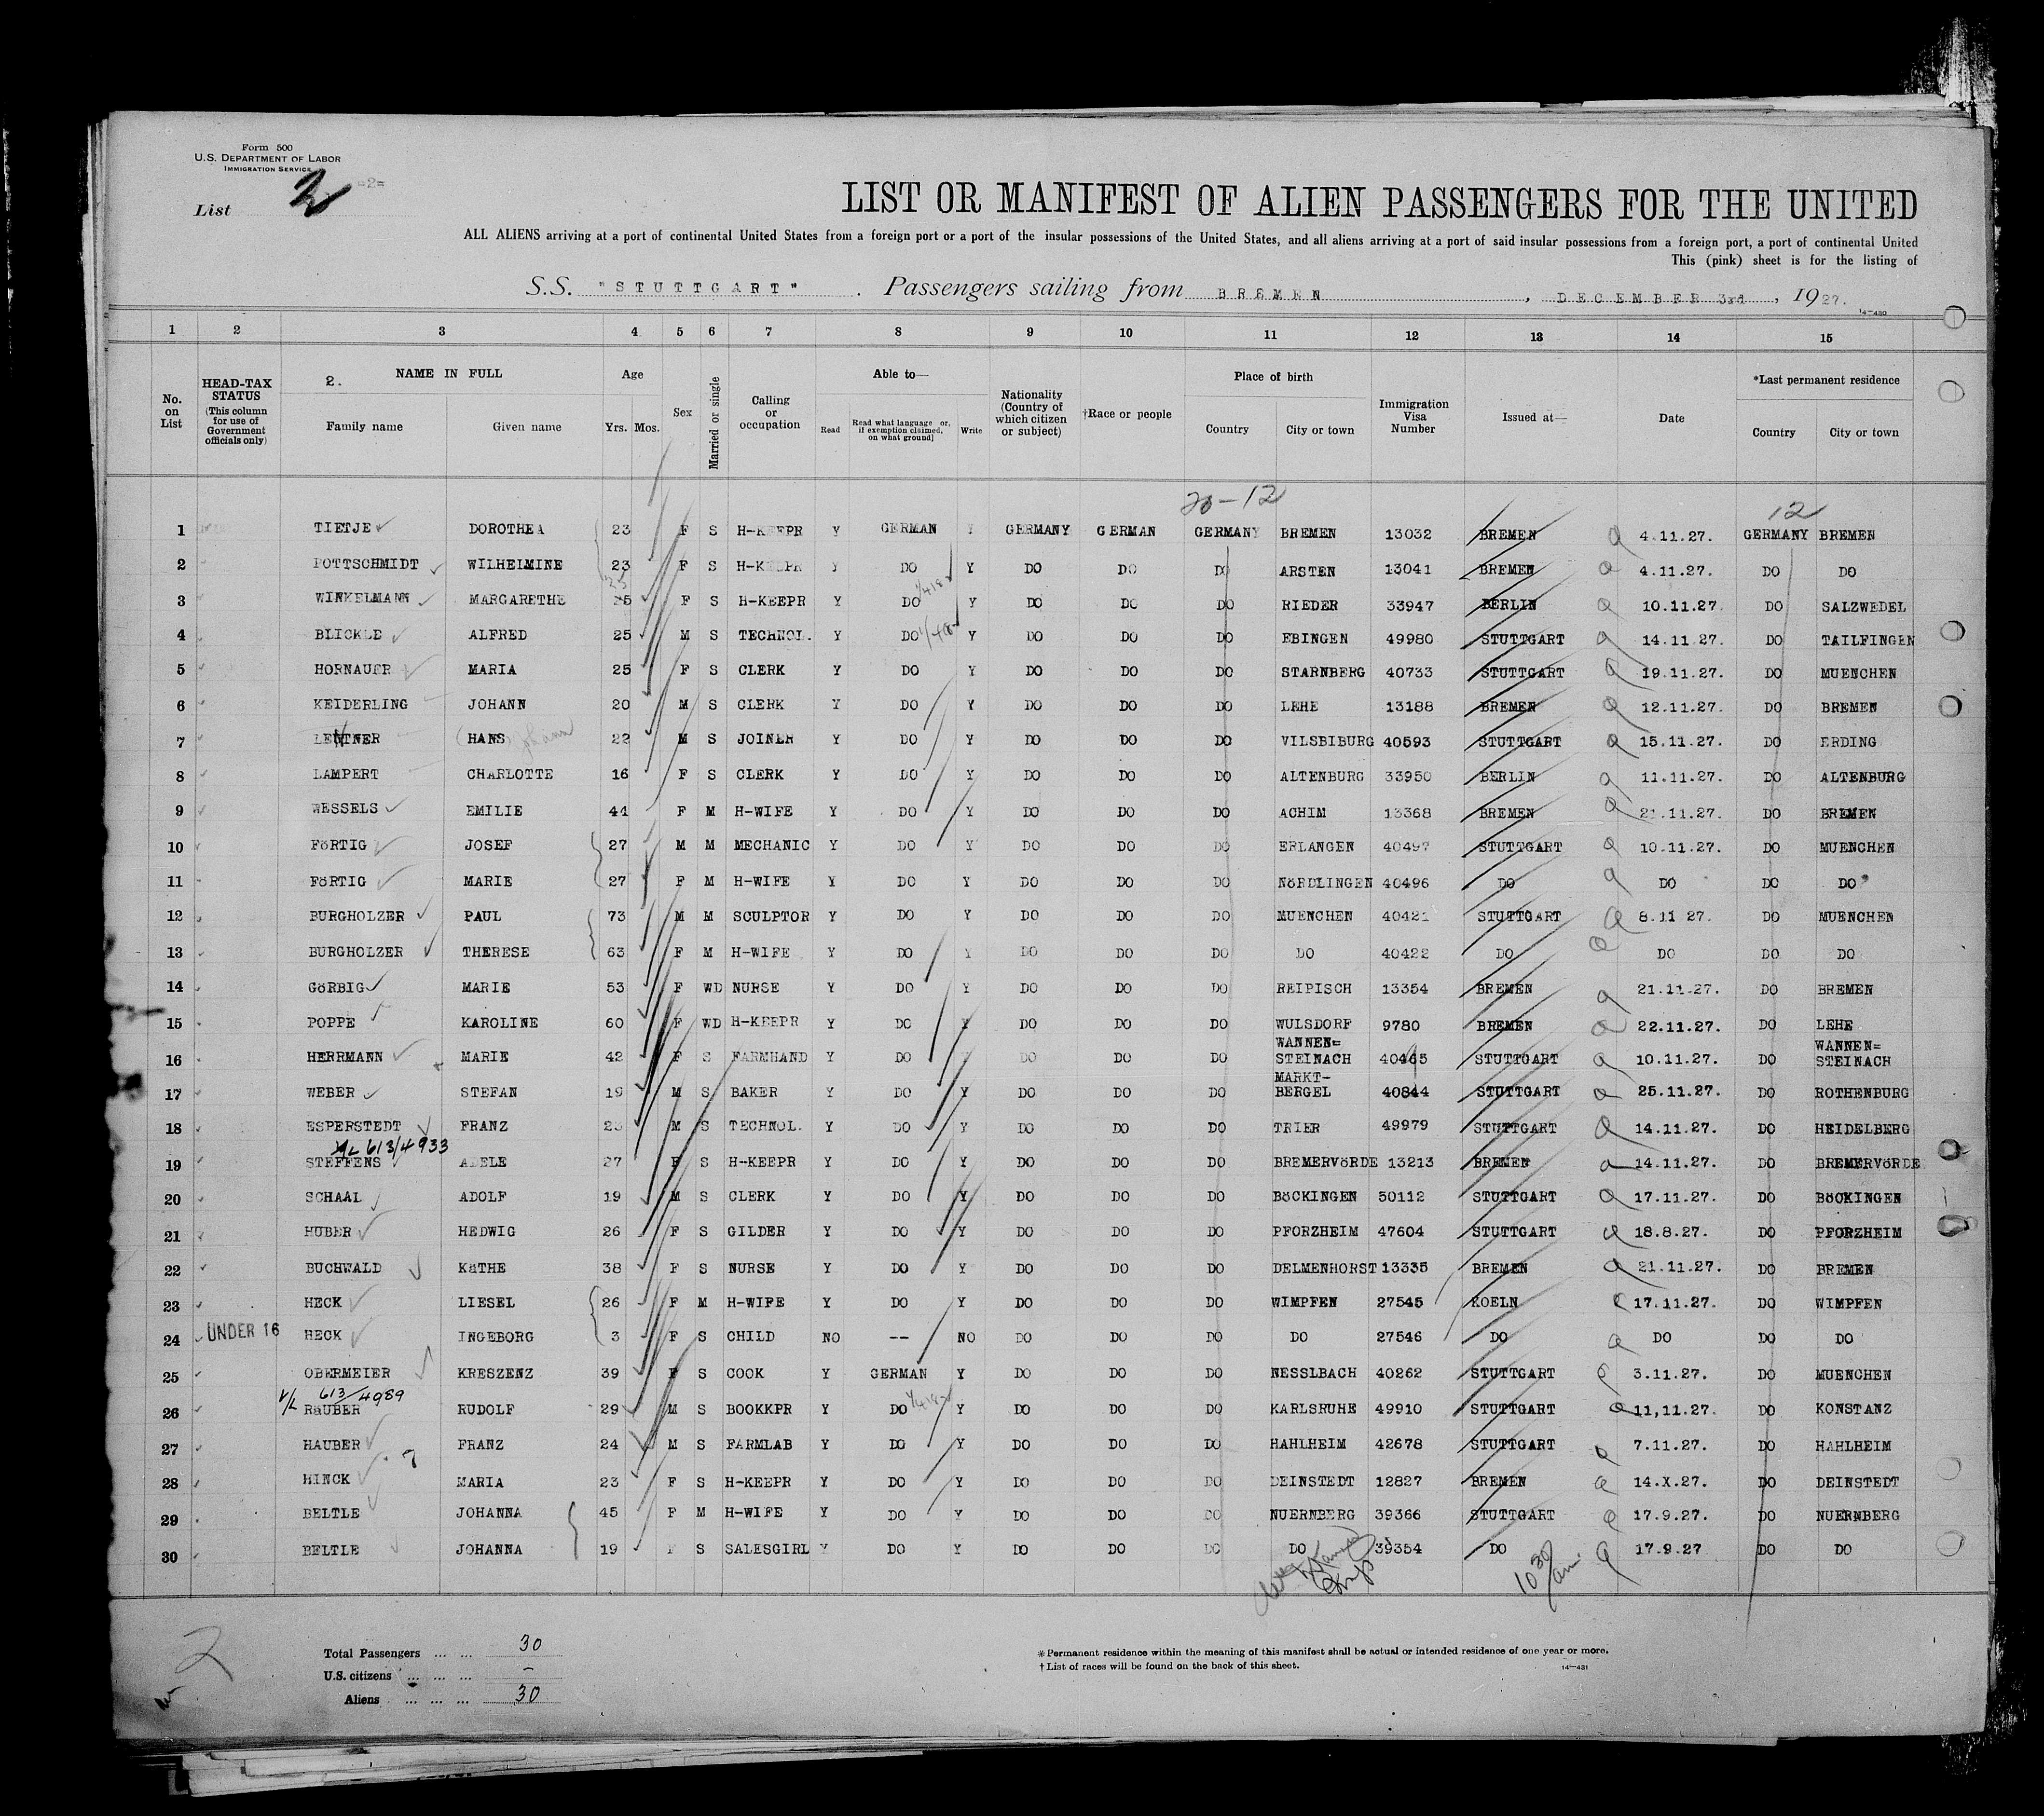 Form 500
U.S. DEPARTMENT OF LABOR
IMMIGRATION SERVICE
List 2 =2=
LIST OR MANIFEST OF ALIEN PASSENGERS FOR THE UNITED
ALL ALIENS arriving at a port of continental United States from a foreign port or a port of the insular possessions of the United States, and all aliens arriving at a port of said insular possessions from a foreign port, a port of continental United
This (pink) sheet is for the listing of
S.S. "STUTTGART" . Passengers sailing from BREMEN , DECEMBER 3rd , 1927.
14-430
1 2 3 4 5 6 7 8 9 10 11 12 13 14 15
No. on List
HEAD-TAX STATUS (This column for use of Government officials only)
2. NAME IN FULL
Family name Given name
Age
Yrs. Mos.
Sex
Married or single
Calling or occupation
Able to—
Read Read what language or, if exemption claimed, on what ground] Write
Nationality (Country of which citizen or subject)
†Race or people
Place of birth
Country City or town
Immigration Visa Number
Issued at—
Date
*Last permanent residence
Country City or town
20-12 12
1 TIETJE DOROTHEA 23 F S H-KEEPR Y GERMAN Y GERMANY GERMAN GERMANY BREMEN 13032 BREMEN 4.11.27. GERMANY BREMEN
2 POTTSCHMIDT WILHELMINE 23 F S H-KEEPR Y DO Y DO DO DO ARSTEN 13041 BREMEN 4.11.27. DO DO
3 WINKELMANN MARGARETHE 25 F S H-KEEPR Y DO Y DO DO DO RIEDER 33947 BERLIN 10.11.27. DO SALZWEDEL
4 BLICKLE ALFRED 25 M S TECHNOL. Y DO Y DO DO DO EBINGEN 49980 STUTTGART 14.11.27. DO TAILFINGEN
5 HORNAUER MARIA 25 F S CLERK Y DO Y DO DO DO STARNBERG 40733 STUTTGART 19.11.27. DO MUENCHEN
6 KEIDERLING JOHANN 20 M S CLERK Y DO Y DO DO DO LEHE 13188 BREMEN 12.11.27. DO BREMEN
7 HANS 22 M S JOINER Y DO Y DO DO DO VILSBIBURG 40593 STUTTGART 15.11.27. DO ERDING
8 LAMPERT CHARLOTTE 16 F S CLERK Y DO Y DO DO DO ALTENBURG 33950 BERLIN 11.11.27. DO ALTENBURG
9 WESSELS EMILIE 44 F M H-WIFE Y DO Y DO DO DO ACHIM 13368 BREMEN 21.11.27. DO BREMEN
10 FöRTIG JOSEF 27 M M MECHANIC Y DO Y DO DO DO ERLANGEN 40497 STUTTGART 10.11.27. DO MUENCHEN
11 FöRTIG MARIE 27 F M H-WIFE Y DO Y DO DO DO NöRDLINGEN 40496 DO DO DO DO
12 BURGHOLZER PAUL 73 M M SCULPTOR Y DO Y DO DO DO MUENCHEN 40421 STUTTGART 8.11 27. DO MUENCHEN
13 BURGHOLZER THERESE 63 F M H-WIFE Y DO Y DO DO DO DO 40422 DO DO DO DO
14 GöRBIG MARIE 53 F WD NURSE Y DO Y DO DO DO REIPISCH 13354 BREMEN 21.11.27. DO BREMEN
15 POPPE KAROLINE 60 F WD H-KEEPR Y DO Y DO DO DO WULSDORF 9780 BREMEN 22.11.27. DO LEHE
16 HERRMANN MARIE 42 F S FARMHAND Y DO Y DO DO DO WANNEN=STEINACH 40465 STUTTGART 10.11.27. DO WANNEN=STEINACH
17 WEBER STEFAN 19 M S BAKER Y DO Y DO DO DO MARKT-BERGEL 40844 STUTTGART 25.11.27. DO ROTHENBURG
18 ESPERSTEDT FRANZ 23 M S TECHNOL. Y DO Y DO DO DO TRIER 49979 STUTTGART 14.11.27. DO HEIDELBERG
V/L 613/4933
19 STEFFENS ADELE 27 F S H-KEEPR Y DO Y DO DO DO BREMERVöRDE 13213 BREMEN 14.11.27. DO BREMERVöRDE
20 SCHAAL ADOLF 19 M S CLERK Y DO Y DO DO DO BöCKINGEN 50112 STUTTGART 17.11.27. DO BöCKINGEN
21 HUBER HEDWIG 26 F S GILDER Y DO Y DO DO DO PFORZHEIM 47604 STUTTGART 18.8.27. DO PFORZHEIM
22 BUCHWALD KäTHE 38 F S NURSE Y DO Y DO DO DO DELMENHORST 13335 BREMEN 21.11.27. DO BREMEN
23 HECK LIESEL 26 F M H-WIFE Y DO Y DO DO DO WIMPFEN 27545 KOELN 17.11.27. DO WIMPFEN
24 UNDER 16 HECK INGEBORG 3 F S CHILD NO -- NO DO DO DO DO 27546 DO DO DO DO
25 OBERMEIER KRESZENZ 39 F S COOK Y GERMAN Y DO DO DO NESSLBACH 40262 STUTTGART 3.11.27. DO MUENCHEN
V/L 613/4989
26 RäUBER RUDOLF 29 M S BOOKKPR Y DO Y DO DO DO KARLSRUHE 49910 STUTTGART 11,11.27. DO KONSTANZ
27 HAUBER FRANZ 24 M S FARMLAB Y DO Y DO DO DO HAHLHEIM 42678 STUTTGART 7.11.27. DO HAHLHEIM
28 HINCK MARIA 23 F S H-KEEPR Y DO Y DO DO DO DEINSTEDT 12827 BREMEN 14.X.27. DO DEINSTEDT
29 BELTLE JOHANNA 45 F M H-WIFE Y DO Y DO DO DO NUERNBERG 39366 STUTTGART 17.9.27. DO NUERNBERG
30 BELTLE JOHANNA 19 F S SALESGIRL Y DO Y DO DO DO DO 39354 DO 17.9.27 DO DO
10 30 am.
2
Total Passengers ... ... 30
U.S. citizens ... ... ... –
Aliens ... ... ... 30
*Permanent residence within the meaning of this manifest shall be actual or intended residence of one year or more.
†List of races will be found on the back of this sheet.
14-431